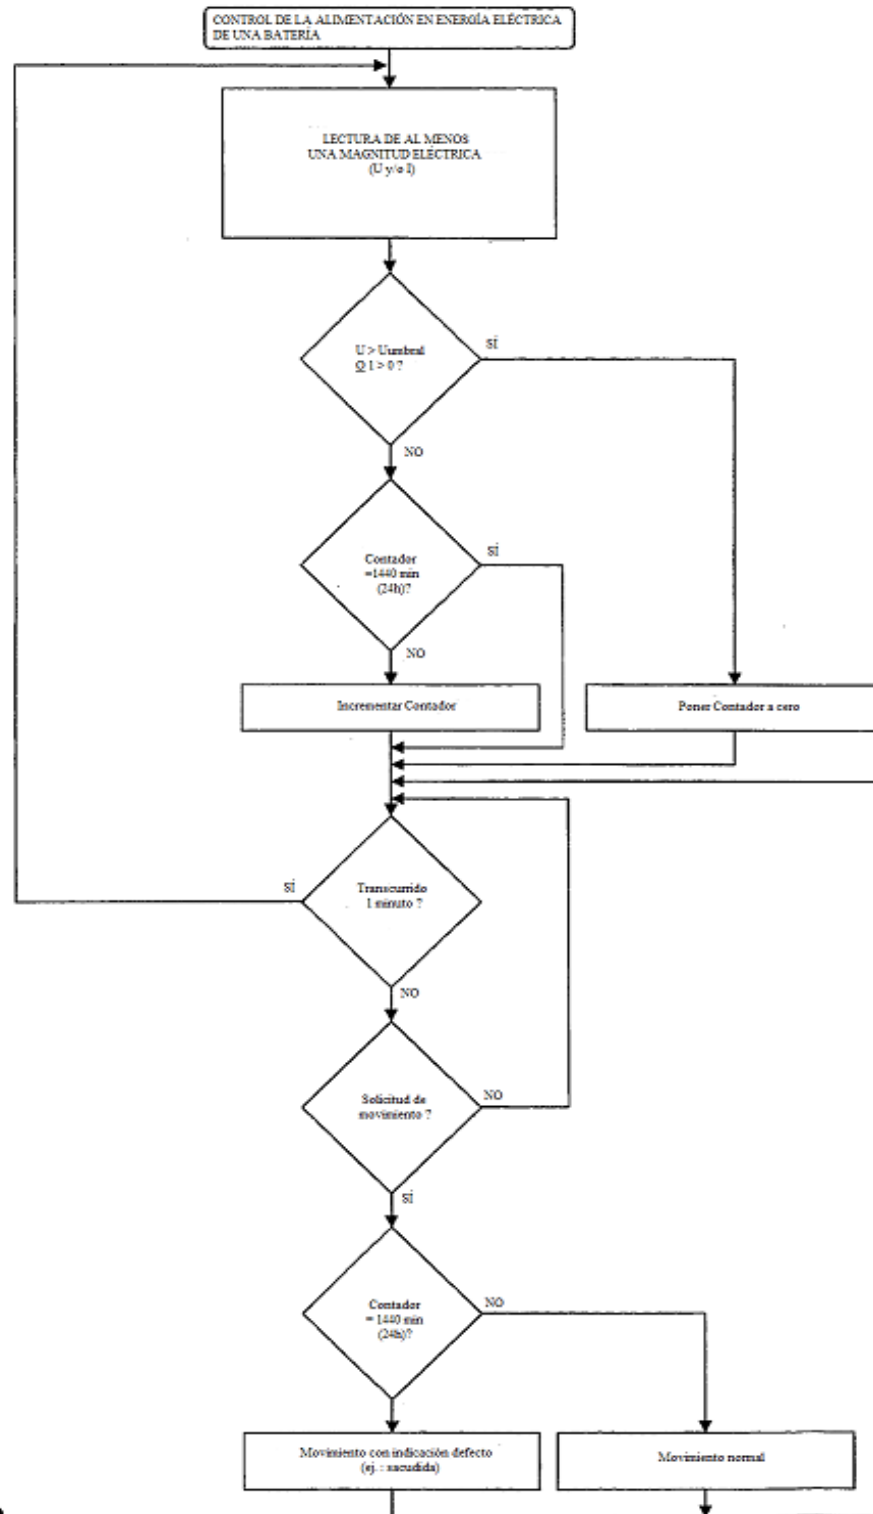 CONTROL DE LA ALIMENTACIÓN EN ENERGÍA ELÉCTRICA
DE UNA BATERÍA
LECTURA DE AL MENOS
UNA MAGNITUD ELÉCTRICA
(U y/o I)
U > Uumbral
O I > 0 ?
SÍ
NO
Contador
=1440 min
(24h)?
SÍ
NO
Incrementar Contador
Poner Contador a cero
Transcurrido
1 minuto ?
SÍ
NO
Solicitud de
movimiento ?
NO
SÍ
Contador
= 1440 min
(24h)?
NO
Movimiento con indicación defecto
(ej. : sacudida)
Movimiento normal